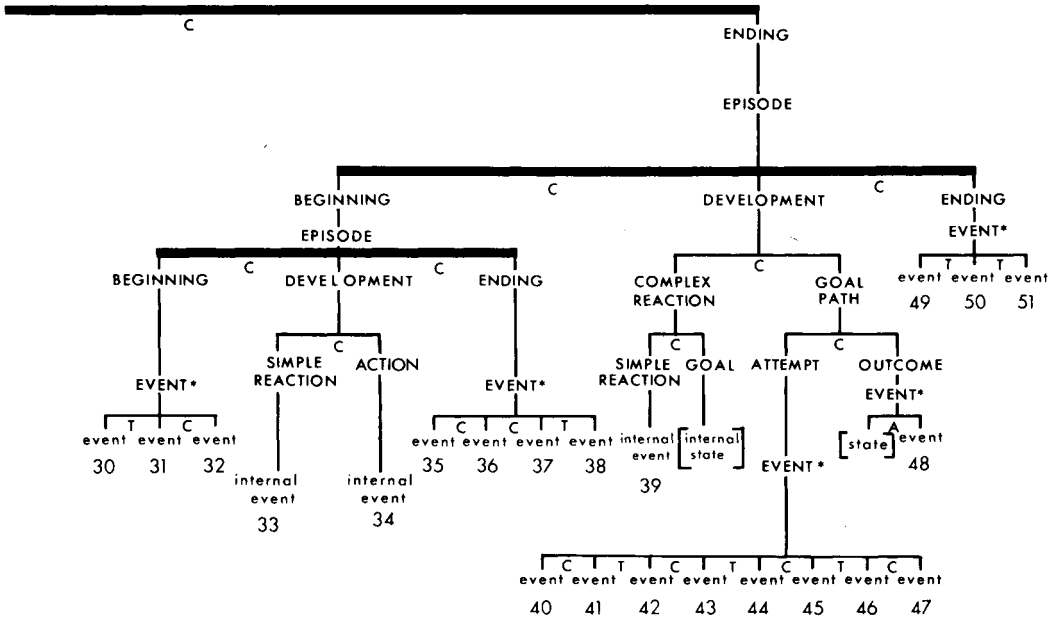 C
ENDING
EPISODE
C C
BEGINNING DEVELOPMENT ENDING
EPISODE EVENT*
C C C T T
BEGINNING DEVELOPMENT ENDING COMPLEX REACTION GOAL PATH event event event
49 50 51
C C C
SIMPLE REACTION ACTION SIMPLE REACTION GOAL ATTEMPT OUTCOME
EVENT* EVENT* EVENT*
T C C C T A
event event event event event event event internal event [internal state] [state] event
30 31 32 35 36 37 38 39 48
EVENT*
internal event internal event
33 34
C T C T C T C
event event event event event event event event
40 41 42 43 44 45 46 47